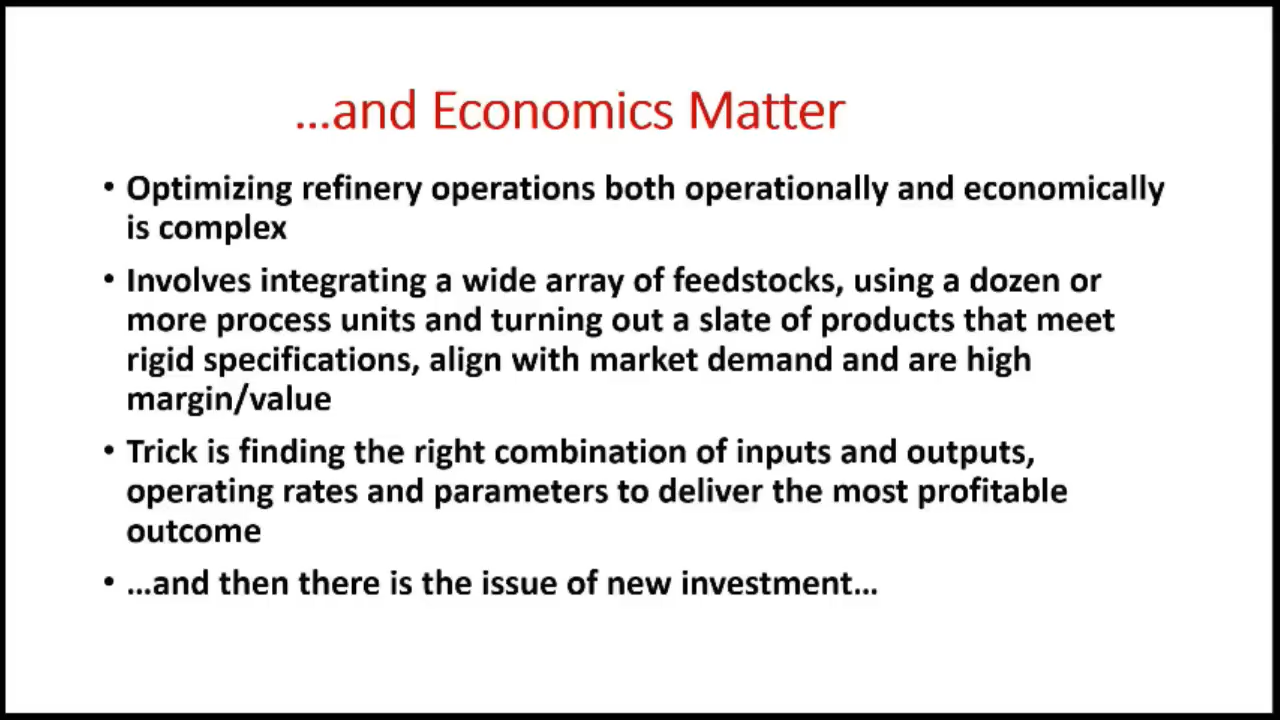 ...and Economics Matter
• Optimizing refinery operations both operationally and economically
is complex
• Involves integrating a wide array of feedstocks, using a dozen or
more process units and turning out a slate of products that meet
rigid specifications, align with market demand and are high
margin/value
• Trick is finding the right combination of inputs and outputs,
operating rates and parameters to deliver the most profitable
outcome
• ...and then there is the issue of new investment...